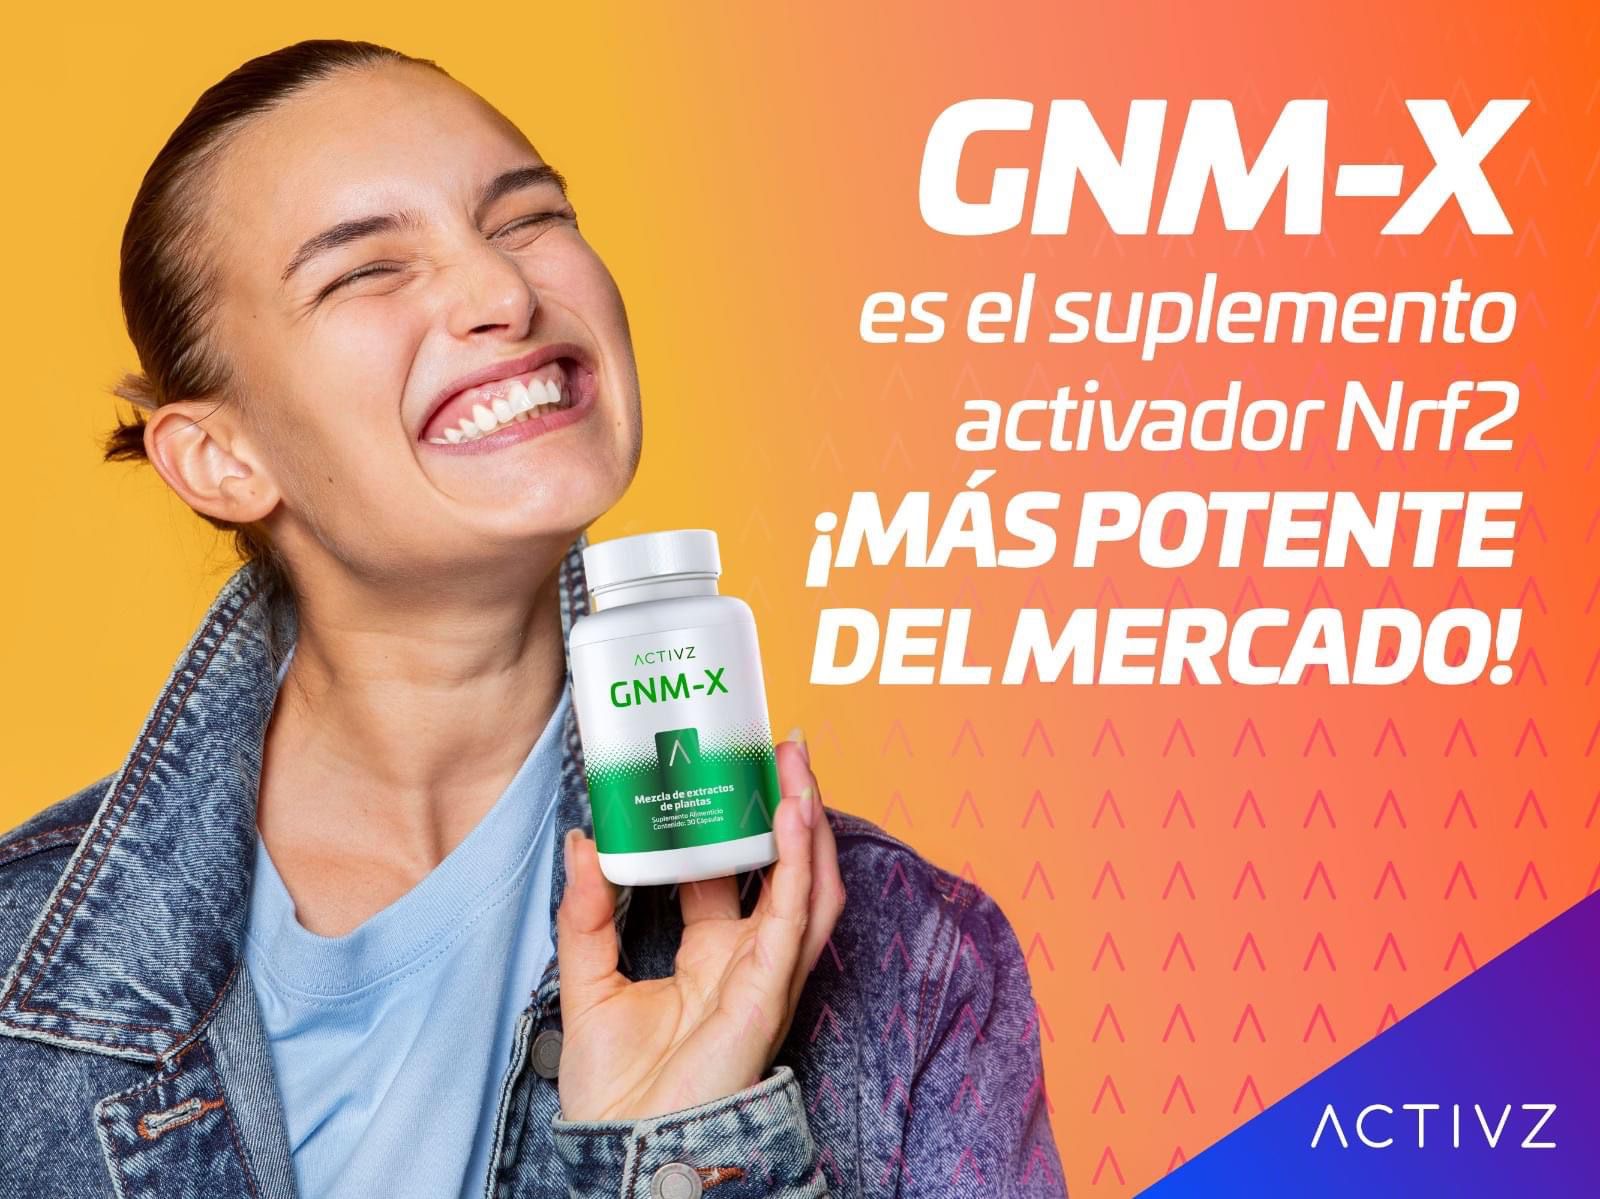 GNM-X
es el suplemento
activador Nrf2
¡MÁS POTENTE
DEL MERCADO!
ACTIVZ
GNM-X
Mezcla de extractos
de plantas
Suplemento Alimenticio
Contenido: 30 Cápsulas
ACTIVZ